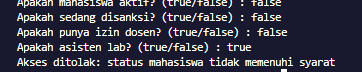 Apakah mahasiswa aktif? (true/false) : false
Apakah sedang disanksi? (true/false) : false
Apakah punya izin dosen? (true/false) : false
Apakah asisten lab? (true/false) : true
Akses ditolak: status mahasiswa tidak memenuhi syarat